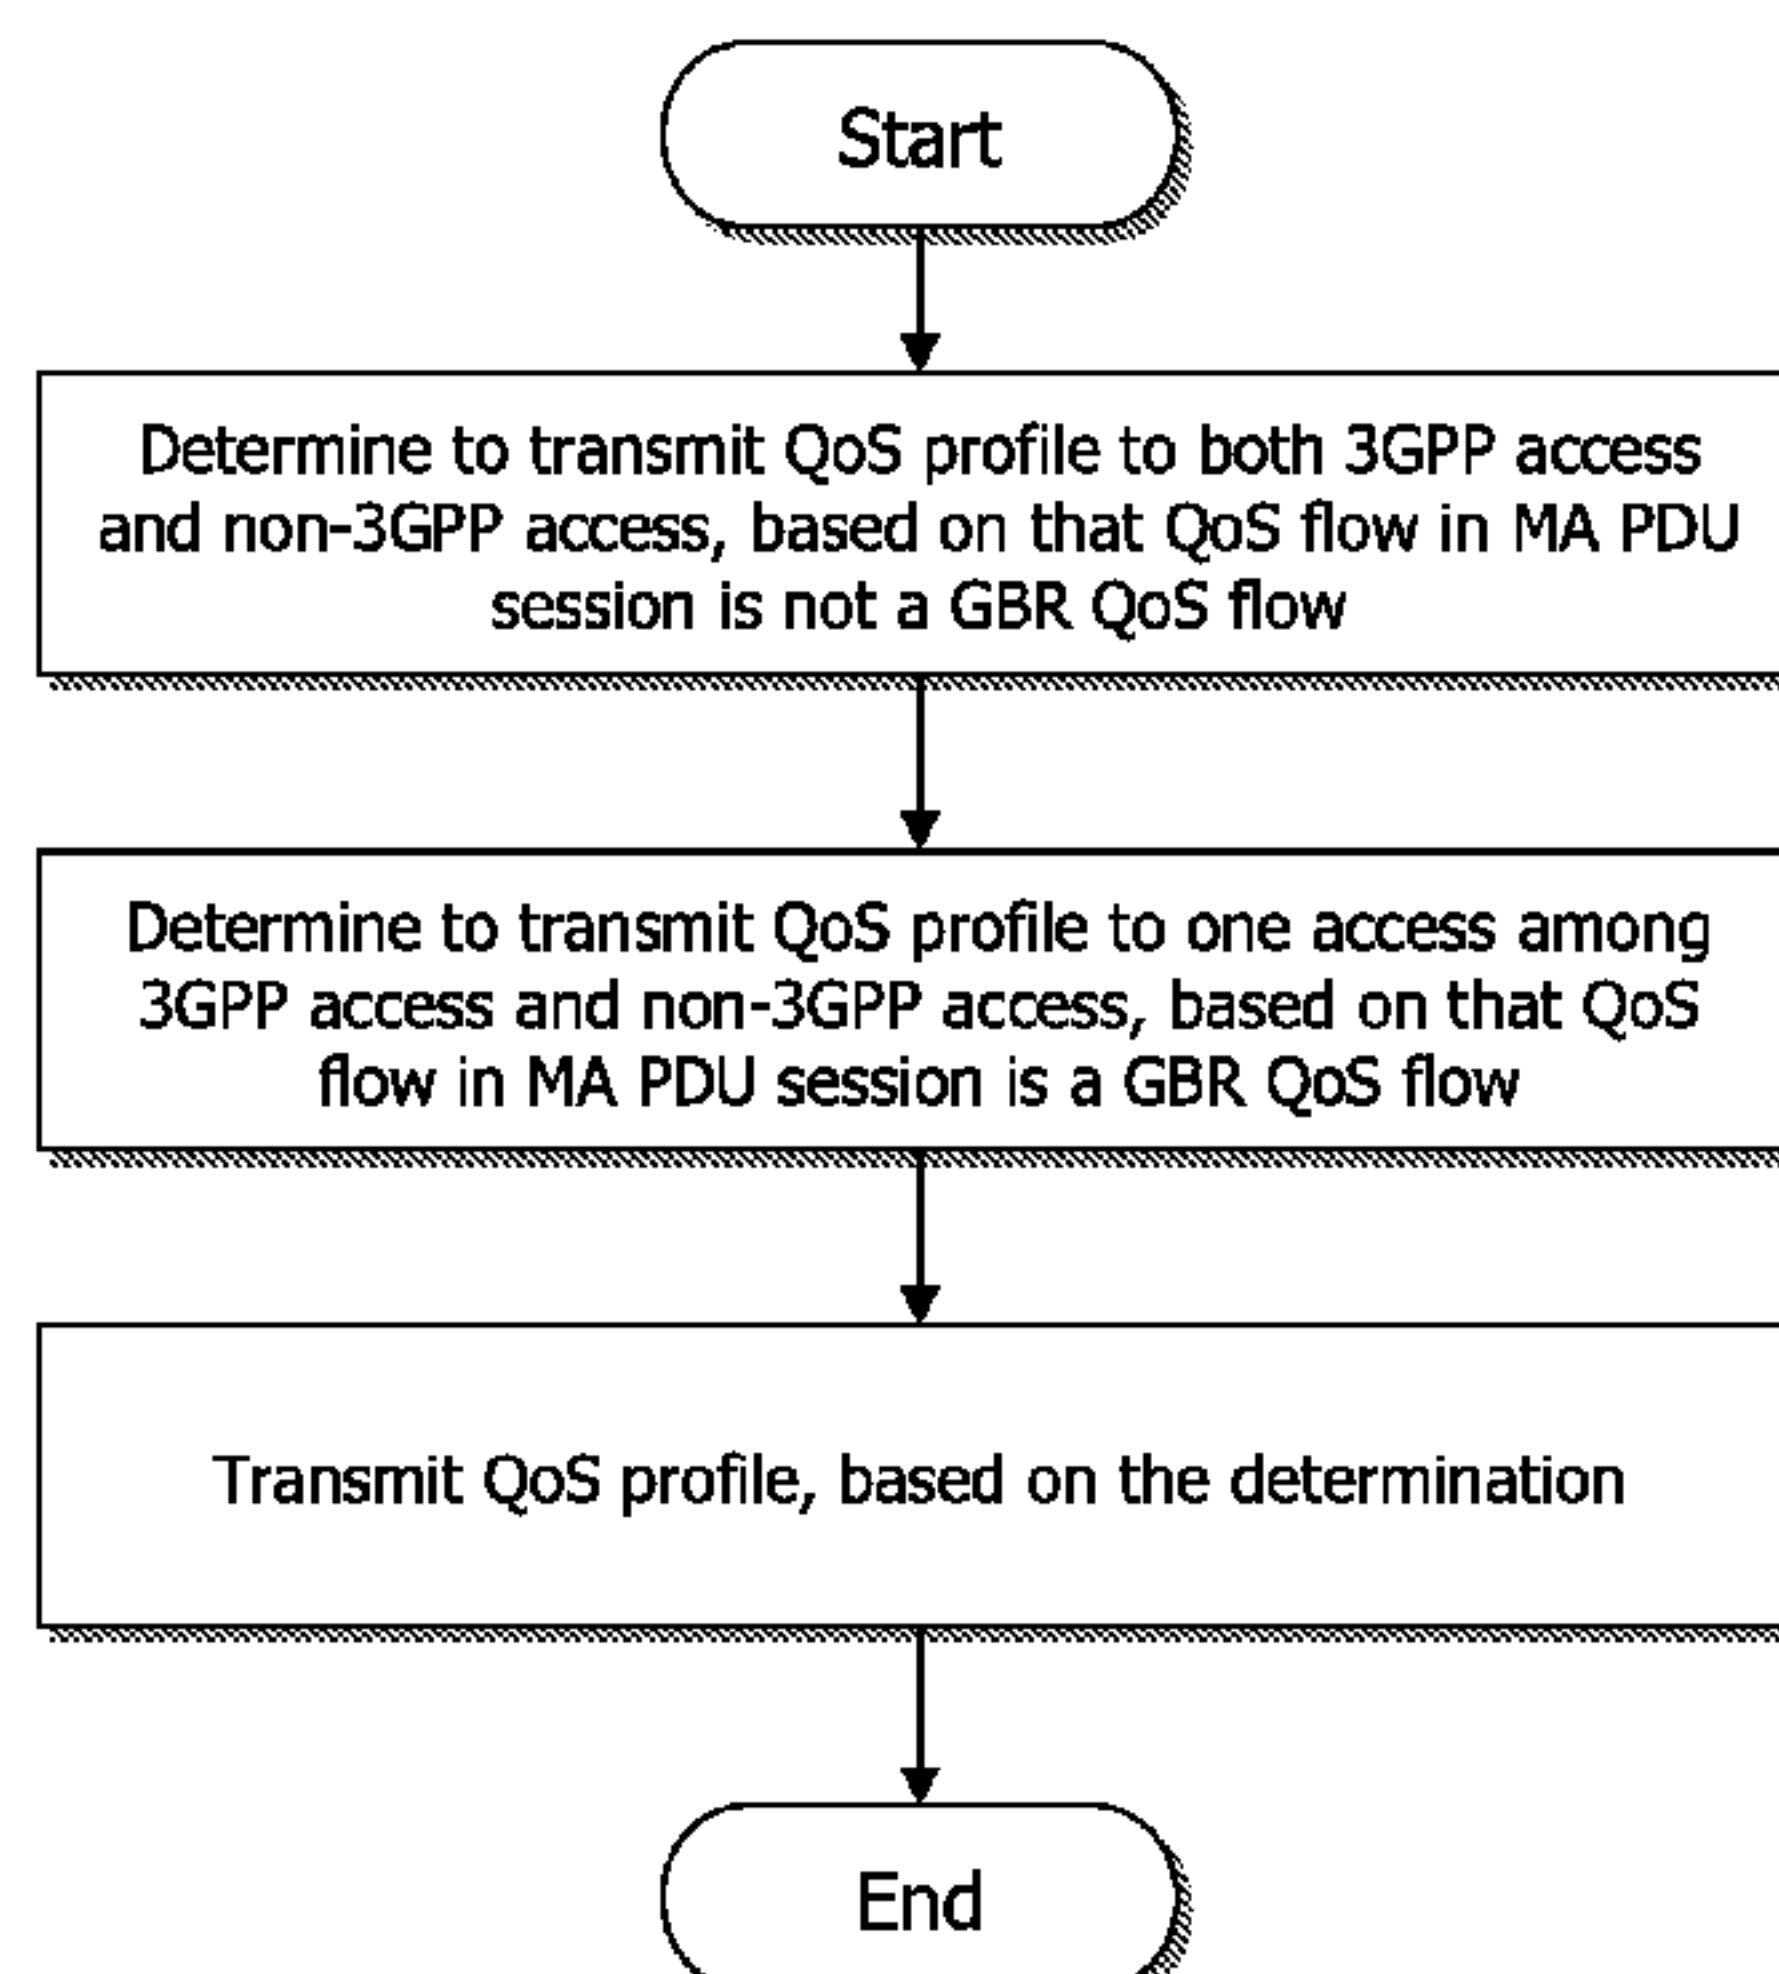 Start
Determine to transmit QoS profile to both 3GPP access
and non-3GPP access, based on that QoS flow in MA PDU
session is not a GBR QoS flow
Determine to transmit QoS profile to one access among
3GPP access and non-3GPP access, based on that QoS
flow in MA PDU session is a GBR QoS flow
Transmit QoS profile, based on the determination
End